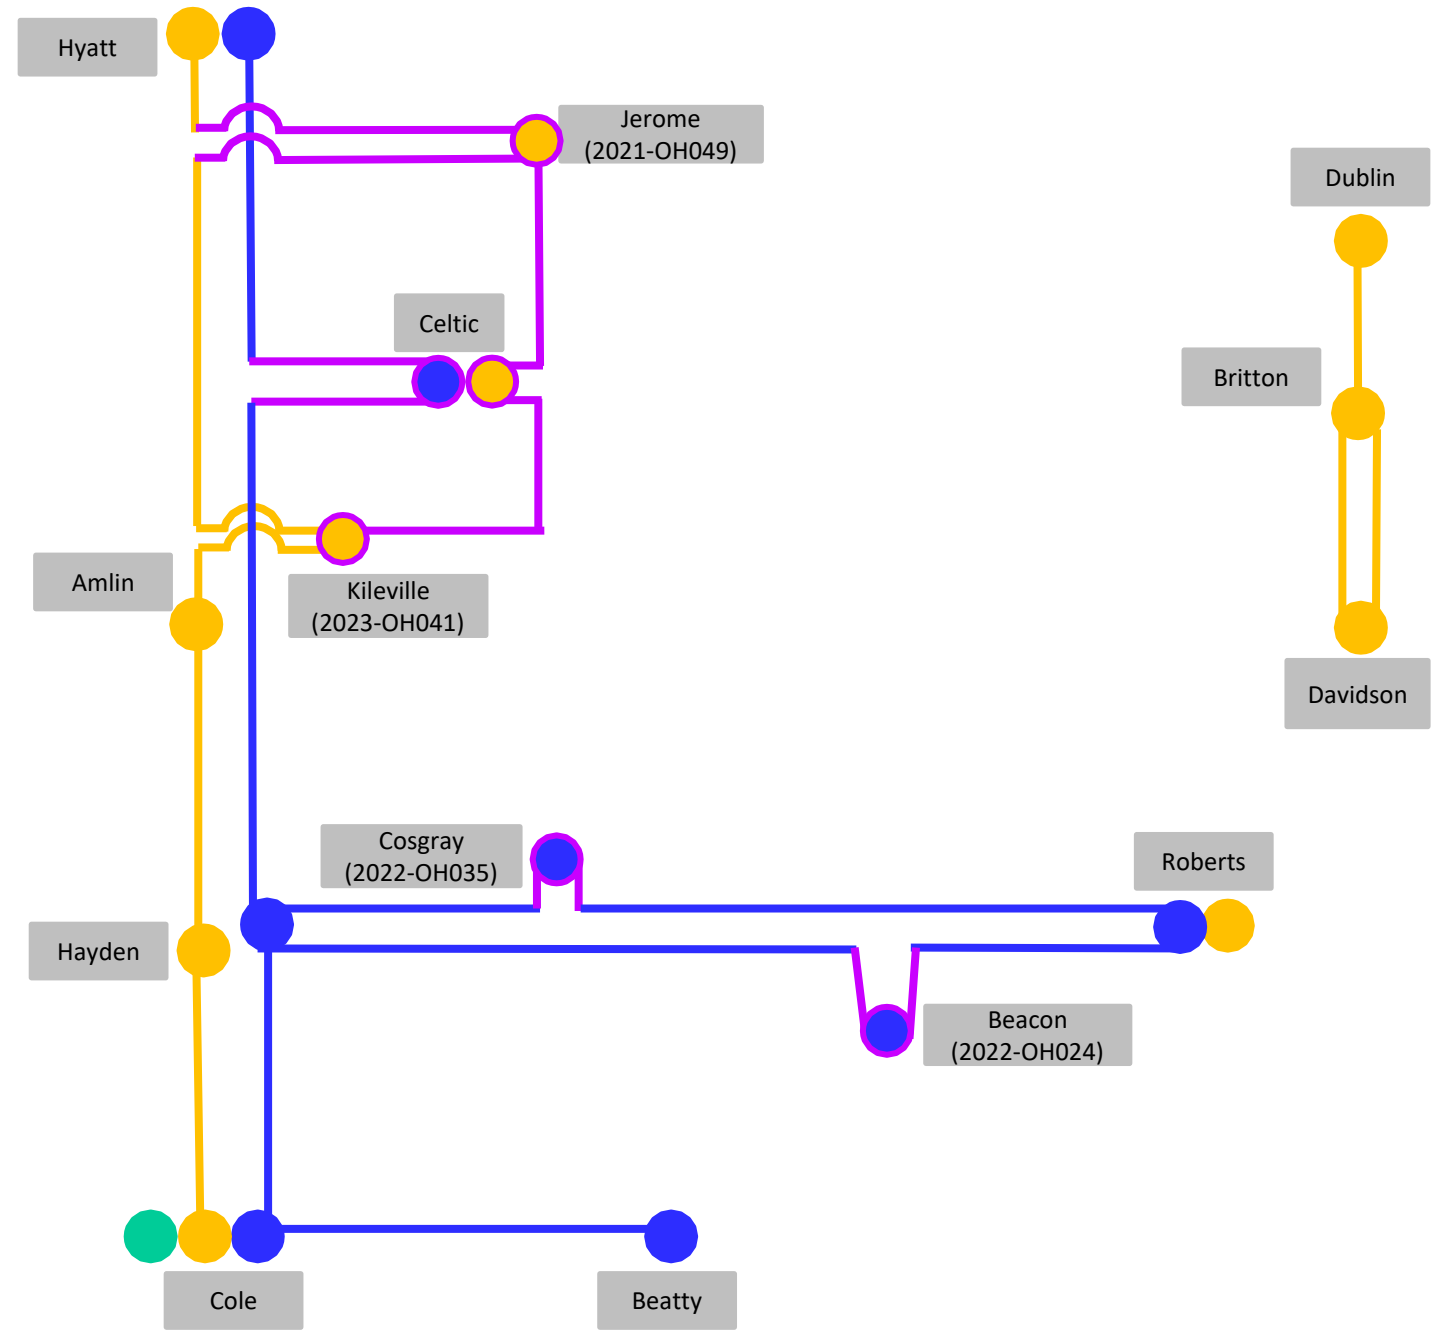 Hyatt
Jerome
(2021-OH049)
Dublin
Celtic
Britton
Amlin
Kileville
(2023-OH041)
Davidson
Cosgray
(2022-OH035)
Roberts
Hayden
Beacon
(2022-OH024)
Cole
Beatty